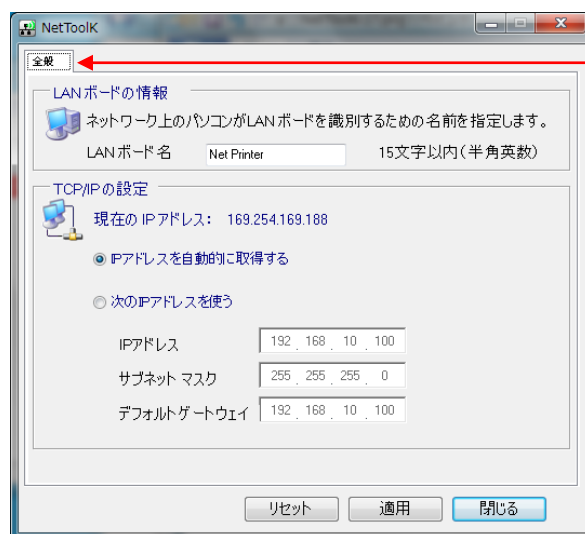 NetToolK
全般
LANボードの情報
ネットワーク上のパソコンがLANボードを識別するための名前を指定します。
LANボード名 Net Printer 15文字以内(半角英数)
TCP/IPの設定
現在のIPアドレス: 169.254.169.188
IPアドレスを自動的に取得する
次のIPアドレスを使う
IPアドレス 192 . 168 . 10 . 100
サブネット マスク 255 . 255 . 255 . 0
デフォルトゲートウェイ 192 . 168 . 10 . 100
リセット 適用 閉じる